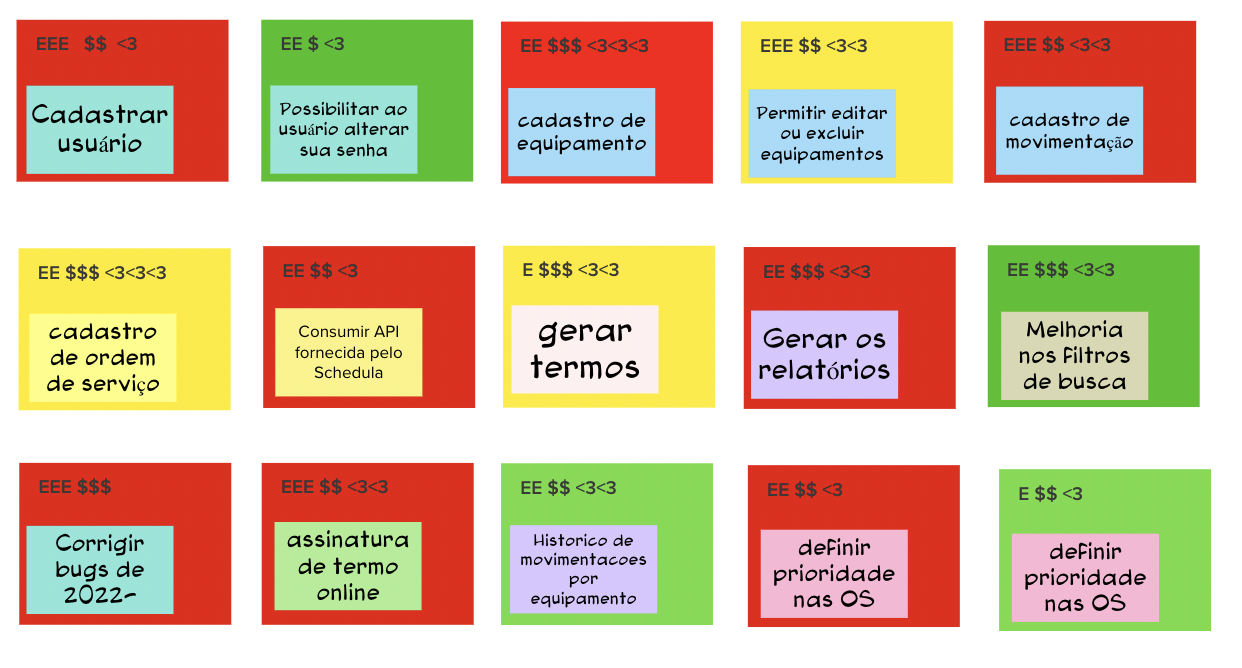 EEE $$ <3
Cadastrar
usuário
EE $ <3
Possibilitar ao
usuário alterar
sua senha
EE $$$ <3<3<3
cadastro de
equipamento
EEE $$ <3<3
Permitir editar
ou excluir
equipamentos
EEE $$ <3<3
cadastro de
movimentação
EE $$$ <3<3<3
cadastro
de ordem
de serviço
EE $$ <3
Consumir API
fornecida pelo
Schedula
E $$$ <3<3
gerar
termos
EE $$$ <3<3
Gerar os
relatórios
EE $$$ <3<3
Melhoria
nos filtros
de busca
EEE $$$
Corrigir
bugs de
2022-
EEE $$ <3<3
assinatura
de termo
online
EE $$ <3<3
Historico de
movimentacoes
por
equipamento
EE $$ <3
definir
prioridade
nas OS
E $$ <3
definir
prioridade
nas OS